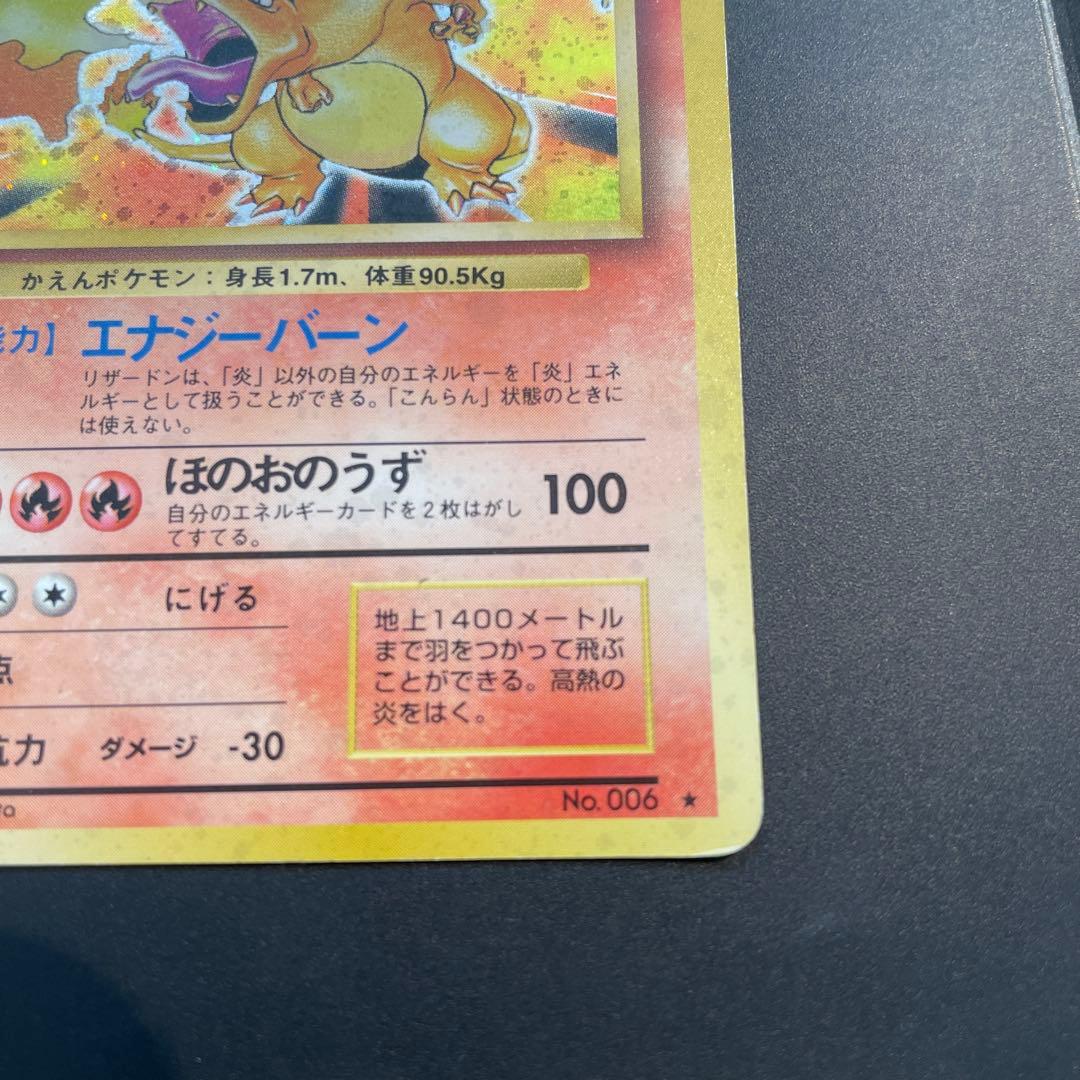 かえんポケモン：身長1.7m、体重90.5Kg
力】 エナジーバーン
リザードンは、「炎」以外の自分のエネルギーを「炎」エネ
ルギーとして扱うことができる。「こんらん」状態のときに
は使えない。
ほのおのうず 100
自分のエネルギーカードを2枚はがし
てすてる。
にげる
点
抗力 ダメージ -30
地上1400メートル
まで羽をつかって飛ぶ
ことができる。高熱の
炎をはく。
No. 006 ★